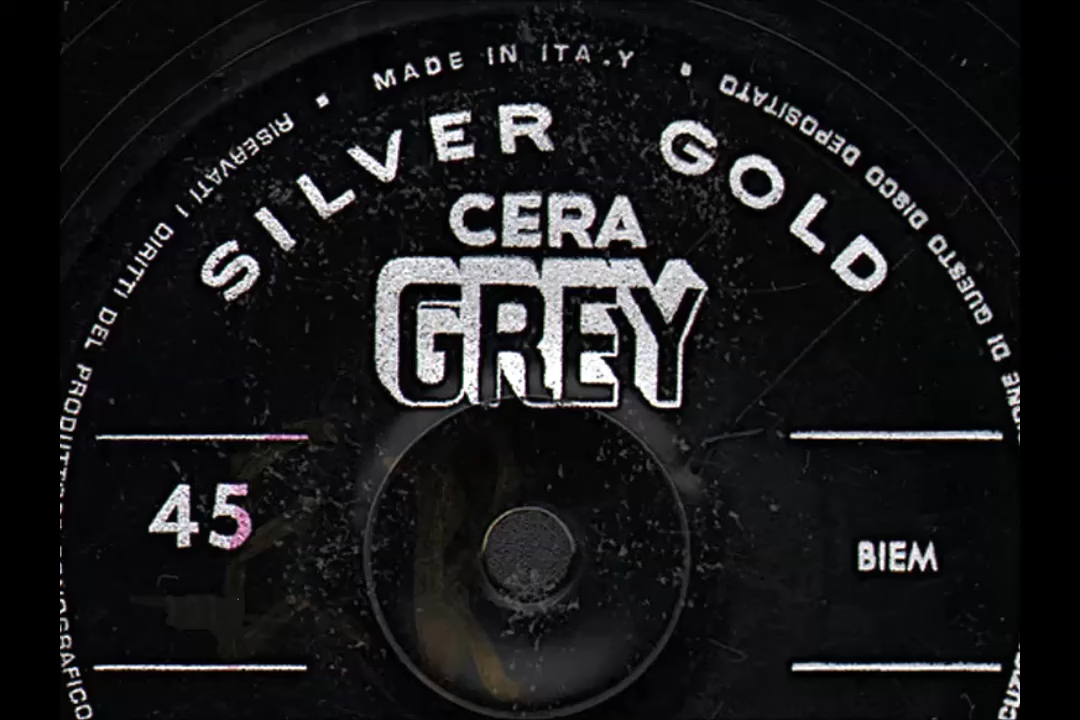 MADE IN ITA.Y
SILVER GOLD
CERA
GREY
45
BIEM
RISERVATI I DIRITTI DEL
DI QUESTO DISCO DEPOSITATO